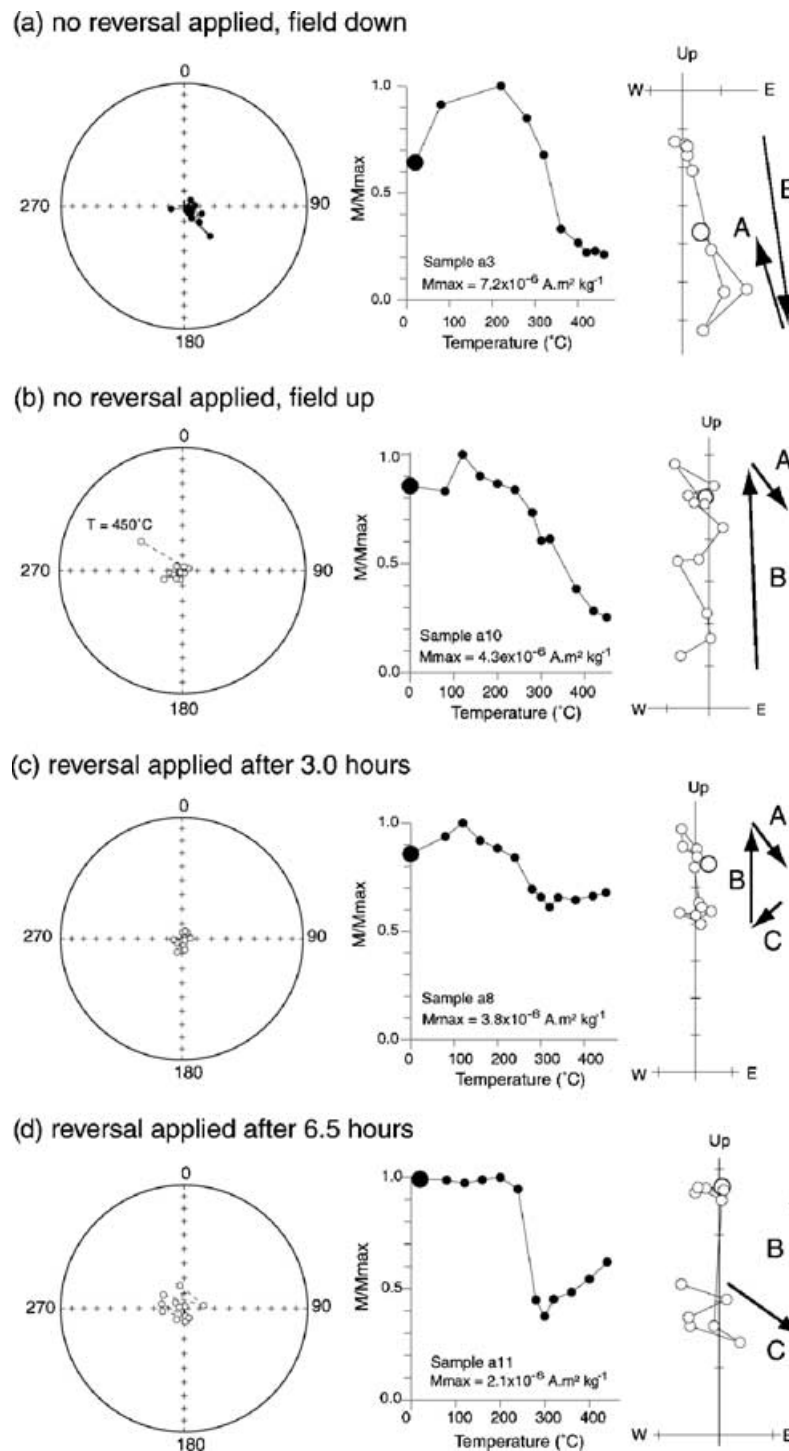 (a) no reversal applied, field down
0
270
90
180
M/Mmax
1.0
0.5
0.0
Sample a3
Mmax = 7.2x10⁻⁶ A.m² kg⁻¹
0 100 200 300 400
Temperature (˚C)
Up
W
E
A
B
(b) no reversal applied, field up
0
T = 450˚C
270
90
180
M/Mmax
1.0
0.5
0.0
Sample a10
Mmax = 4.3ex10⁻⁶ A.m² kg⁻¹
0 100 200 300 400
Temperature (˚C)
Up
A
B
W
E
(c) reversal applied after 3.0 hours
0
270
90
180
M/Mmax
1.0
0.5
0.0
Sample a8
Mmax = 3.8x10⁻⁶ A.m² kg⁻¹
0 100 200 300 400
Temperature (˚C)
Up
A
B
C
W
E
(d) reversal applied after 6.5 hours
0
270
90
180
M/Mmax
1.0
0.5
0.0
Sample a11
Mmax = 2.1x10⁻⁶ A.m² kg⁻¹
0 100 200 300 400
Temperature (˚C)
Up
B
C
W
E